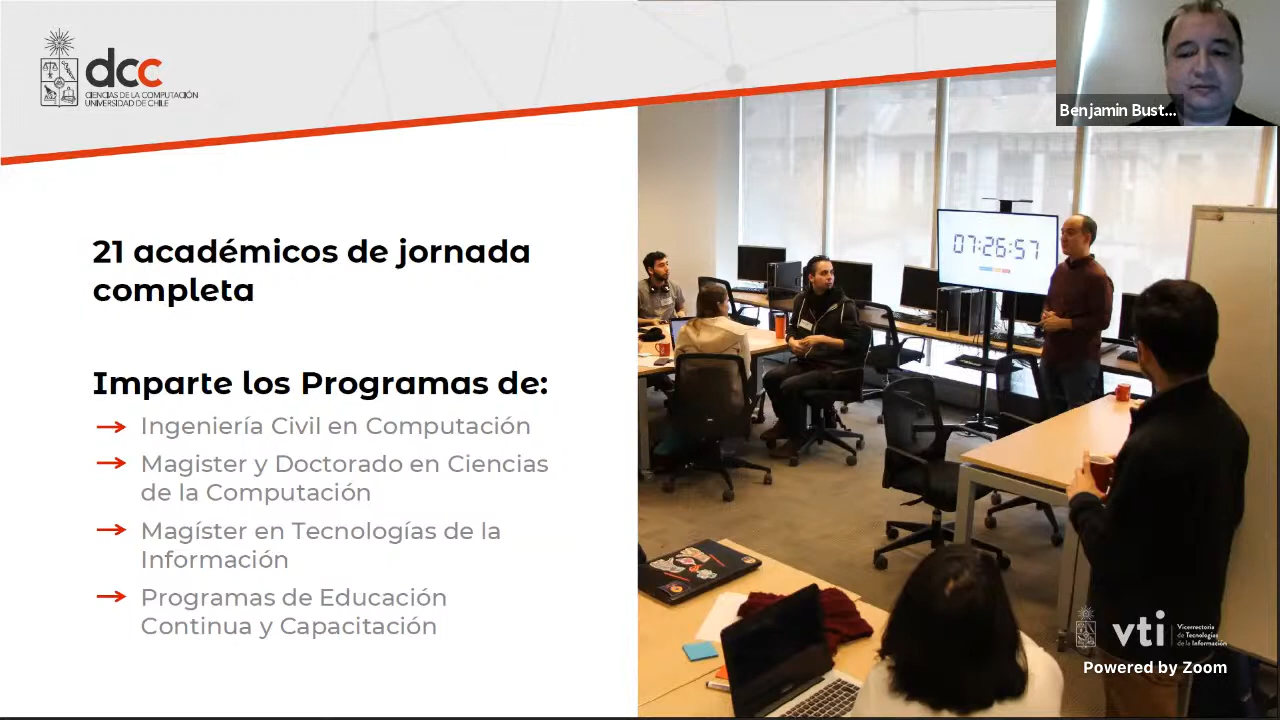 dcc
CIENCIAS DE LA COMPUTACIÓN
UNIVERSIDAD DE CHILE
Benjamin Bust...
21 académicos de jornada
completa
07:26:57
Imparte los Programas de:
Ingeniería Civil en Computación
Magister y Doctorado en Ciencias
de la Computación
Magíster en Tecnologías de la
Información
Programas de Educación
Continua y Capacitación
vti
Vicerrectoría
de Tecnologías
de la Información
Powered by Zoom